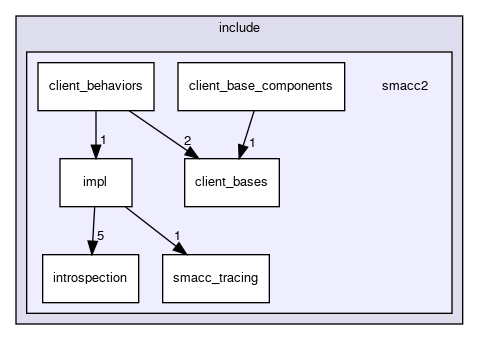 include
client_behaviors
client_base_components
smacc2
1
2
1
impl
client_bases
5
1
introspection
smacc_tracing